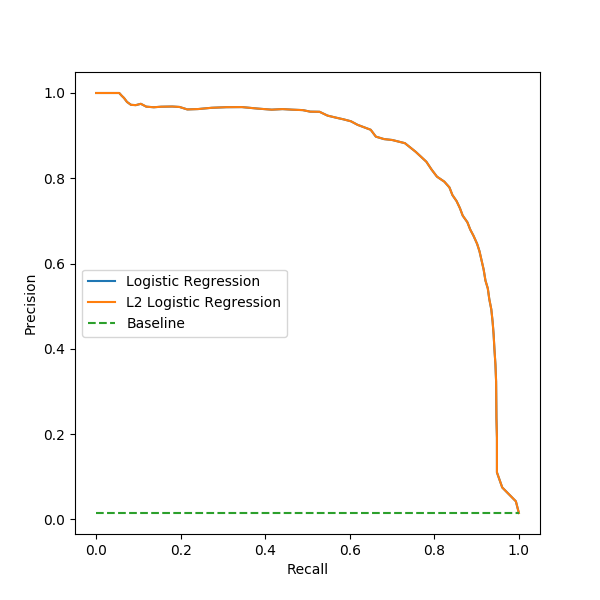 1.0
0.8
0.6
0.4
0.2
0.0
Precision
Logistic Regression
L2 Logistic Regression
Baseline
0.0 0.2 0.4 0.6 0.8 1.0
Recall